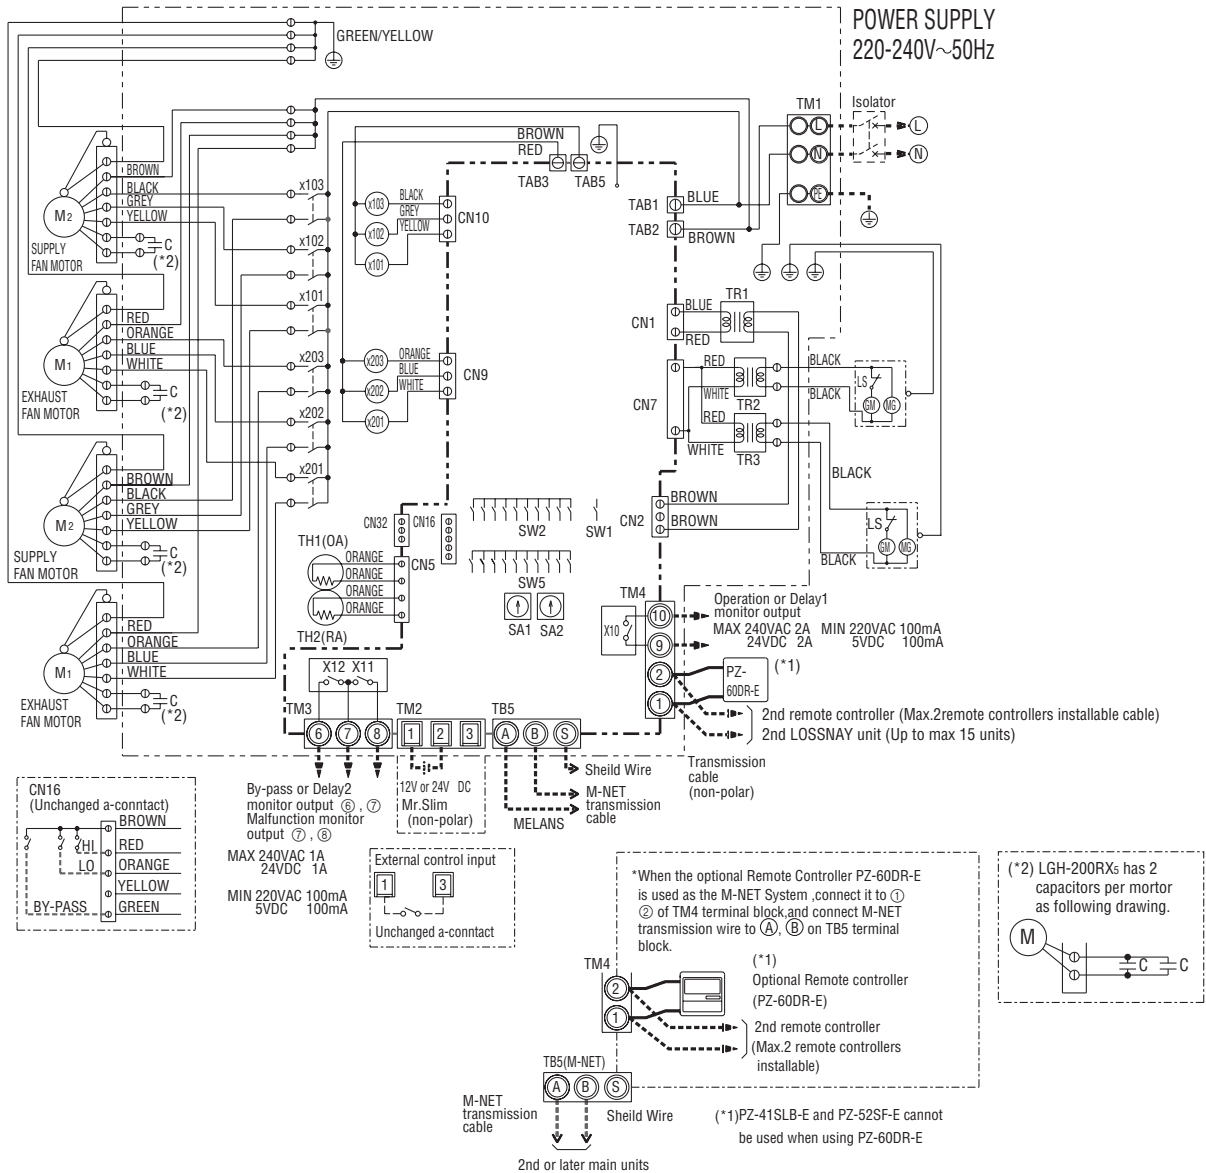 POWER SUPPLY
220-240V~50Hz
GREEN/YELLOW
TM1
Isolator
L
L
N
N
PE
BROWN
RED
TAB3
TAB5
TAB1
BLUE
TAB2
BROWN
BROWN
BLACK
GREY
YELLOW
M2
SUPPLY
FAN MOTOR
C
(*2)
x103
x102
x101
x203
x202
x201
x103
BLACK
x102
GREY
x101
YELLOW
CN10
RED
ORANGE
BLUE
WHITE
M1
EXHAUST
FAN MOTOR
C
(*2)
x203
ORANGE
x202
BLUE
x201
WHITE
CN9
CN1
BLUE
RED
TR1
CN7
RED
WHITE
TR2
RED
WHITE
TR3
BLACK
BLACK
LS
GM
MG
BLACK
LS
GM
MG
BLACK
BROWN
BLACK
GREY
YELLOW
M2
SUPPLY
FAN MOTOR
C
(*2)
CN2
BROWN
BROWN
SW2
SW1
SW5
SA1
SA2
CN32
CN16
CN5
TH1(OA)
ORANGE
ORANGE
ORANGE
ORANGE
TH2(RA)
RED
ORANGE
BLUE
WHITE
M1
EXHAUST
FAN MOTOR
C
(*2)
TM4
X10
10
9
2
1
Operation or Delay1
monitor output
MAX 240VAC 2A MIN 220VAC 100mA
24VDC 2A 5VDC 100mA
PZ-
60DR-E
(*1)
2nd remote controller (Max.2remote controllers installable cable)
2nd LOSSNAY unit (Up to max 15 units)
Transmission
cable
(non-polar)
X12 X11
TM3
6
7
8
TM2
1
2
3
TB5
A
B
S
Sheild Wire
M-NET
transmission
cable
MELANS
12V or 24V DC
Mr.Slim
(non-polar)
By-pass or Delay2
monitor output ⑥ , ⑦
Malfunction monitor
output ⑦ , ⑧
MAX 240VAC 1A
24VDC 1A
MIN 220VAC 100mA
5VDC 100mA
CN16
(Unchanged a-conntact)
BROWN
HI
RED
LO
ORANGE
YELLOW
BY-PASS
GREEN
External control input
1
3
Unchanged a-conntact
*When the optional Remote Controller PZ-60DR-E
is used as the M-NET System ,connect it to ①
② of TM4 terminal block,and connect M-NET
transmission wire to Ⓐ, Ⓑ on TB5 terminal
block.
TM4
2
1
(*1)
Optional Remote controller
(PZ-60DR-E)
2nd remote controller
(Max.2 remote controllers
installable)
TB5(M-NET)
A
B
S
M-NET
transmission
cable
Sheild Wire
2nd or later main units
(*1)PZ-41SLB-E and PZ-52SF-E cannot
be used when using PZ-60DR-E
(*2) LGH-200RX5 has 2
capacitors per mortor
as following drawing.
M
C
C